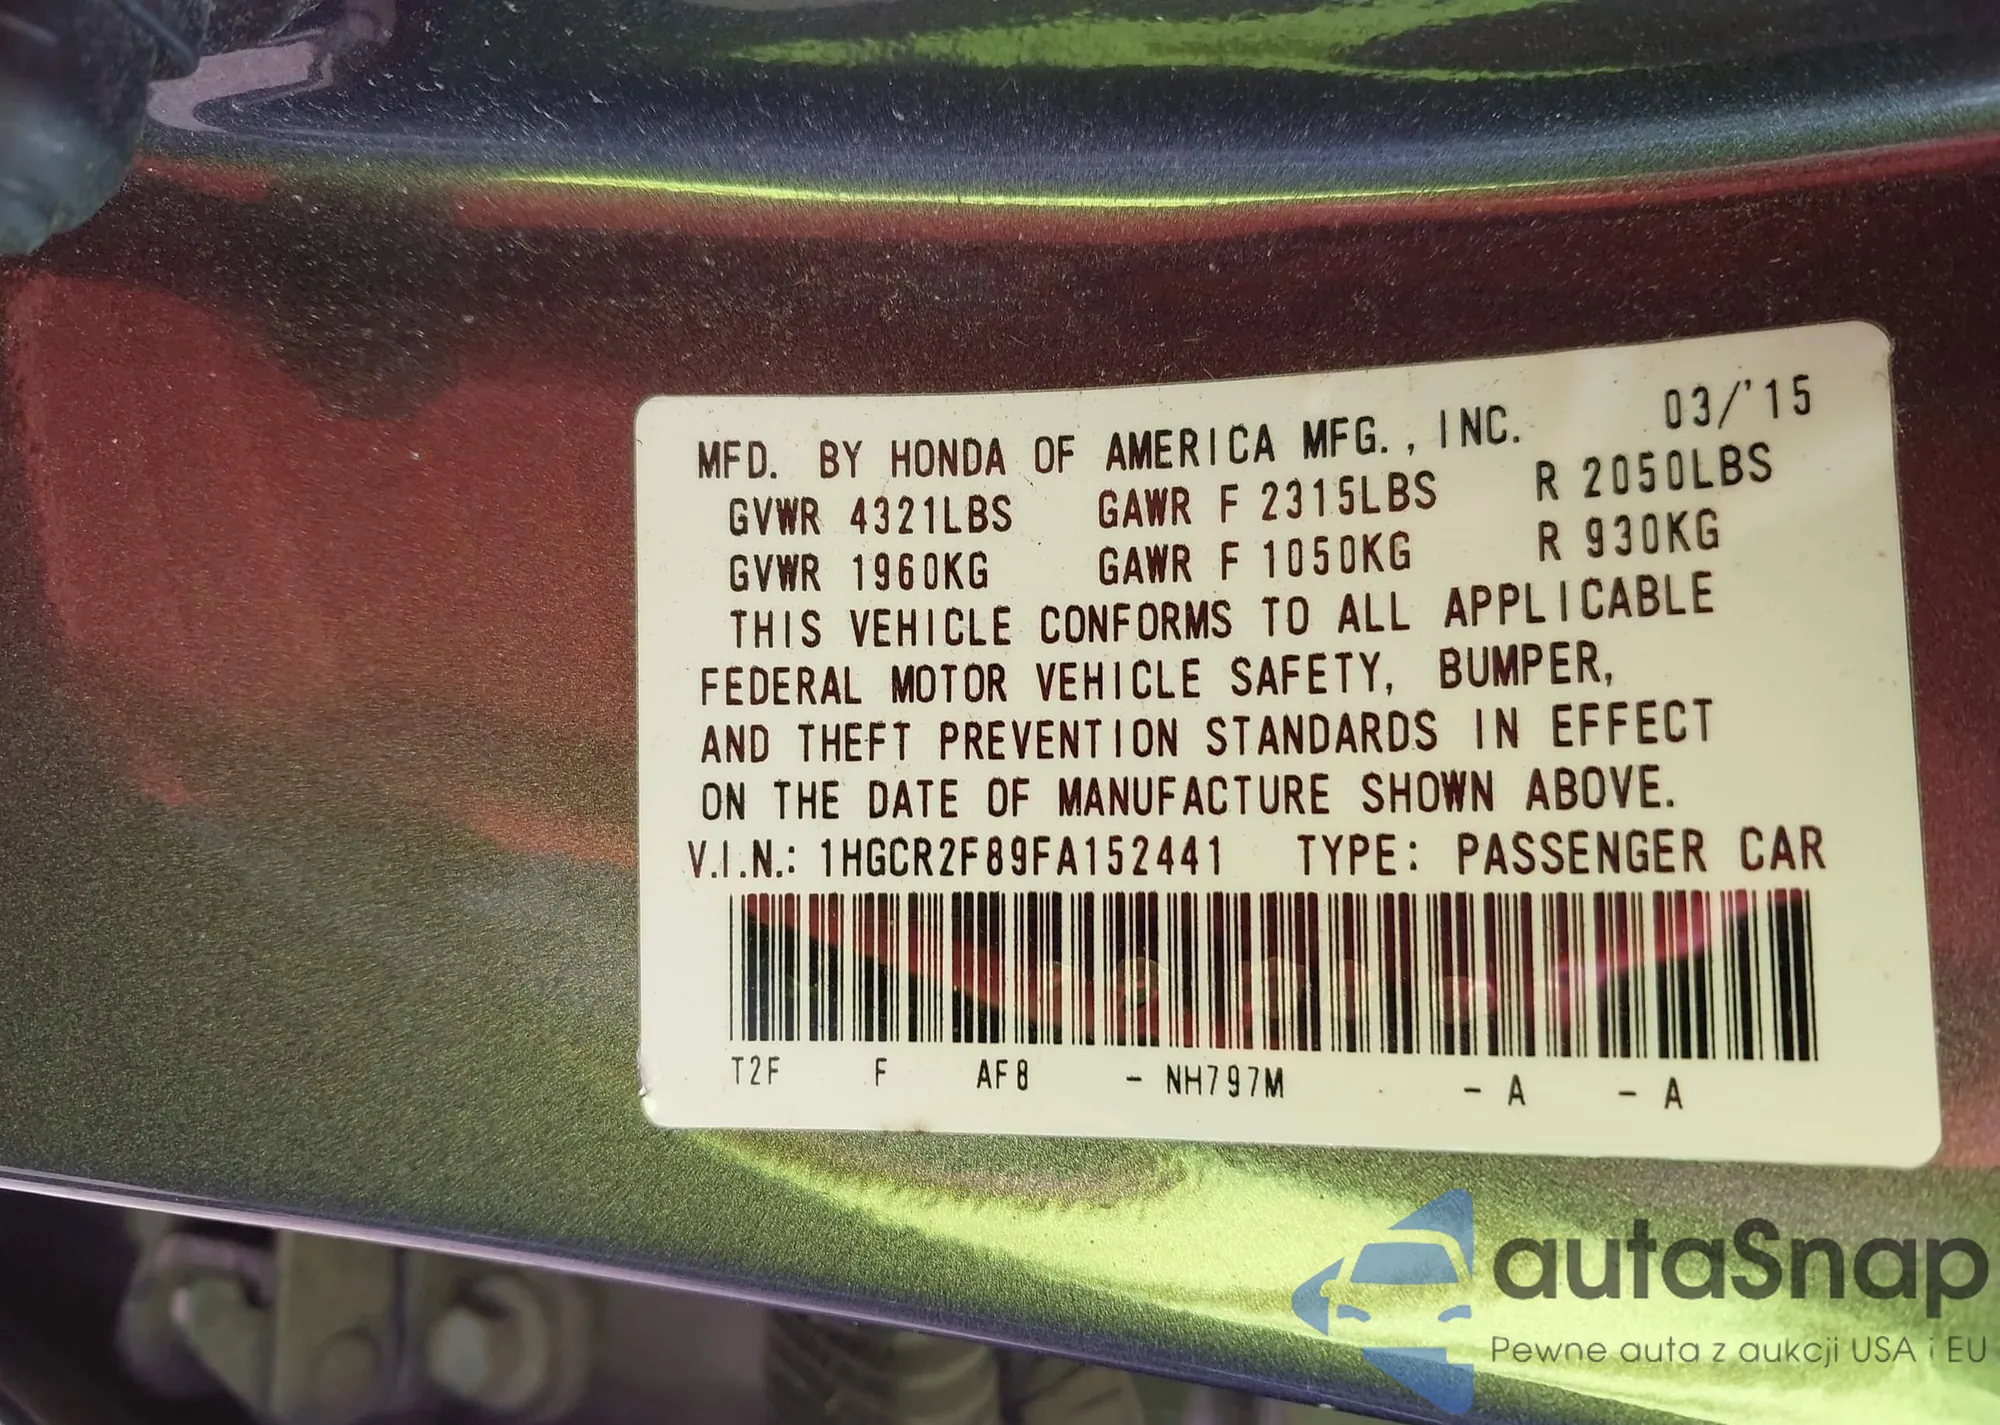 MFD. BY HONDA OF AMERICA MFG., INC. 03/'15
GVWR 4321LBS GAWR F 2315LBS R 2050LBS
GVWR 1960KG GAWR F 1050KG R 930KG
THIS VEHICLE CONFORMS TO ALL APPLICABLE
FEDERAL MOTOR VEHICLE SAFETY, BUMPER,
AND THEFT PREVENTION STANDARDS IN EFFECT
ON THE DATE OF MANUFACTURE SHOWN ABOVE.
V.I.N.: 1HGCR2F89FA152441 TYPE: PASSENGER CAR
T2F F AF8 - NH797M - A - A
autaSnap
Pewne auta z aukcji USA i EU